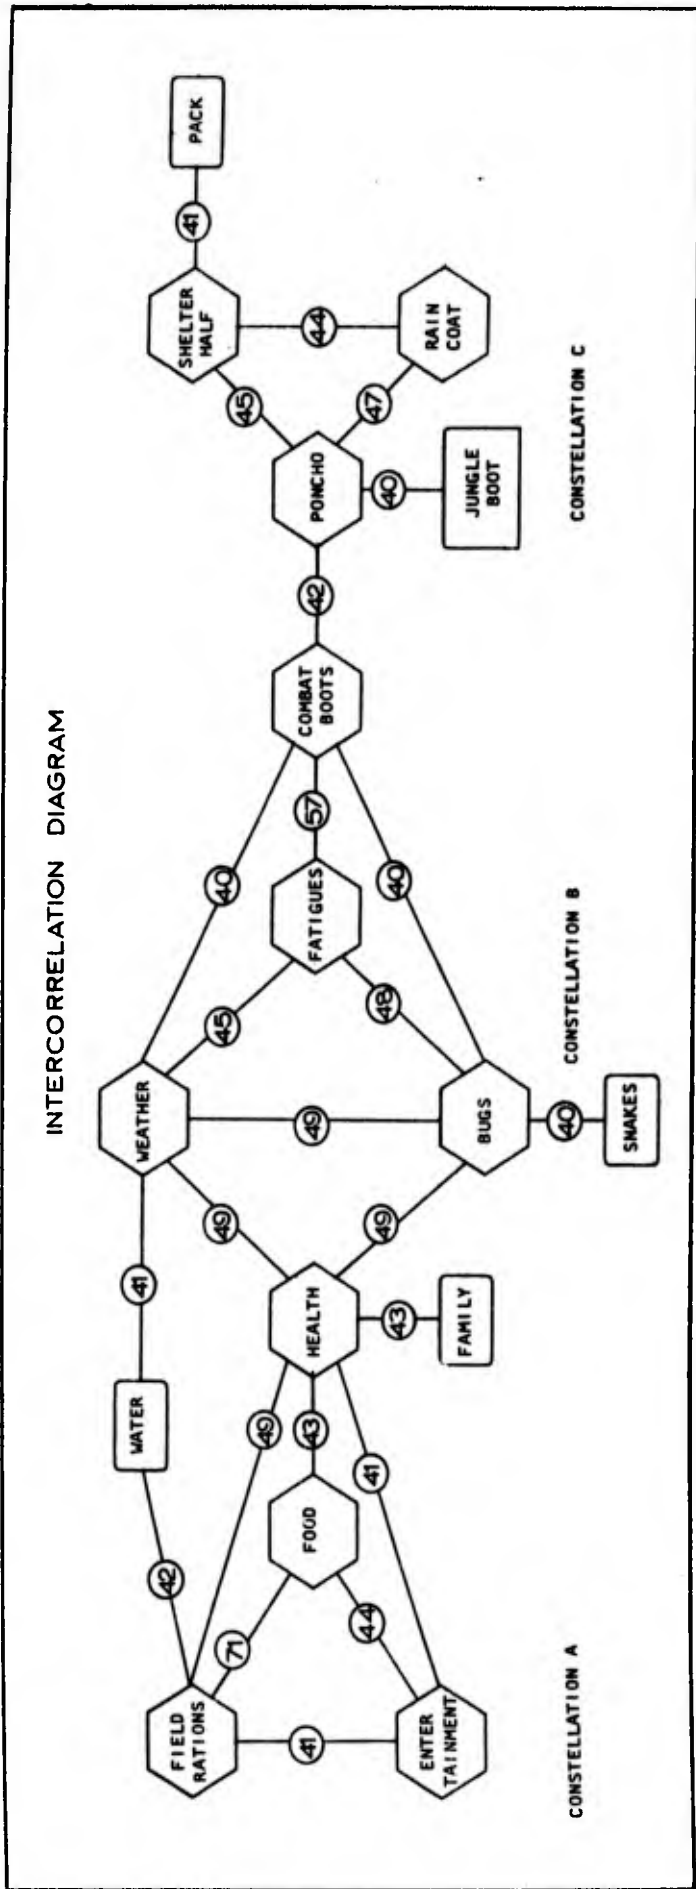 INTERCORRELATION DIAGRAM
FIELD
RATIONS
42
WATER
41
WEATHER
40
49
49
45
71
41
FOOD
43
HEALTH
49
FATIGUES
57
COMBAT
BOOTS
42
PONCHO
45
SHELTER
HALF
41
PACK
44
47
44
41
49
48
40
40
ENTER
TAINMENT
43
FAMILY
BUGS
40
SNAKES
JUNGLE
BOOT
RAIN
COAT
CONSTELLATION A
CONSTELLATION B
CONSTELLATION C